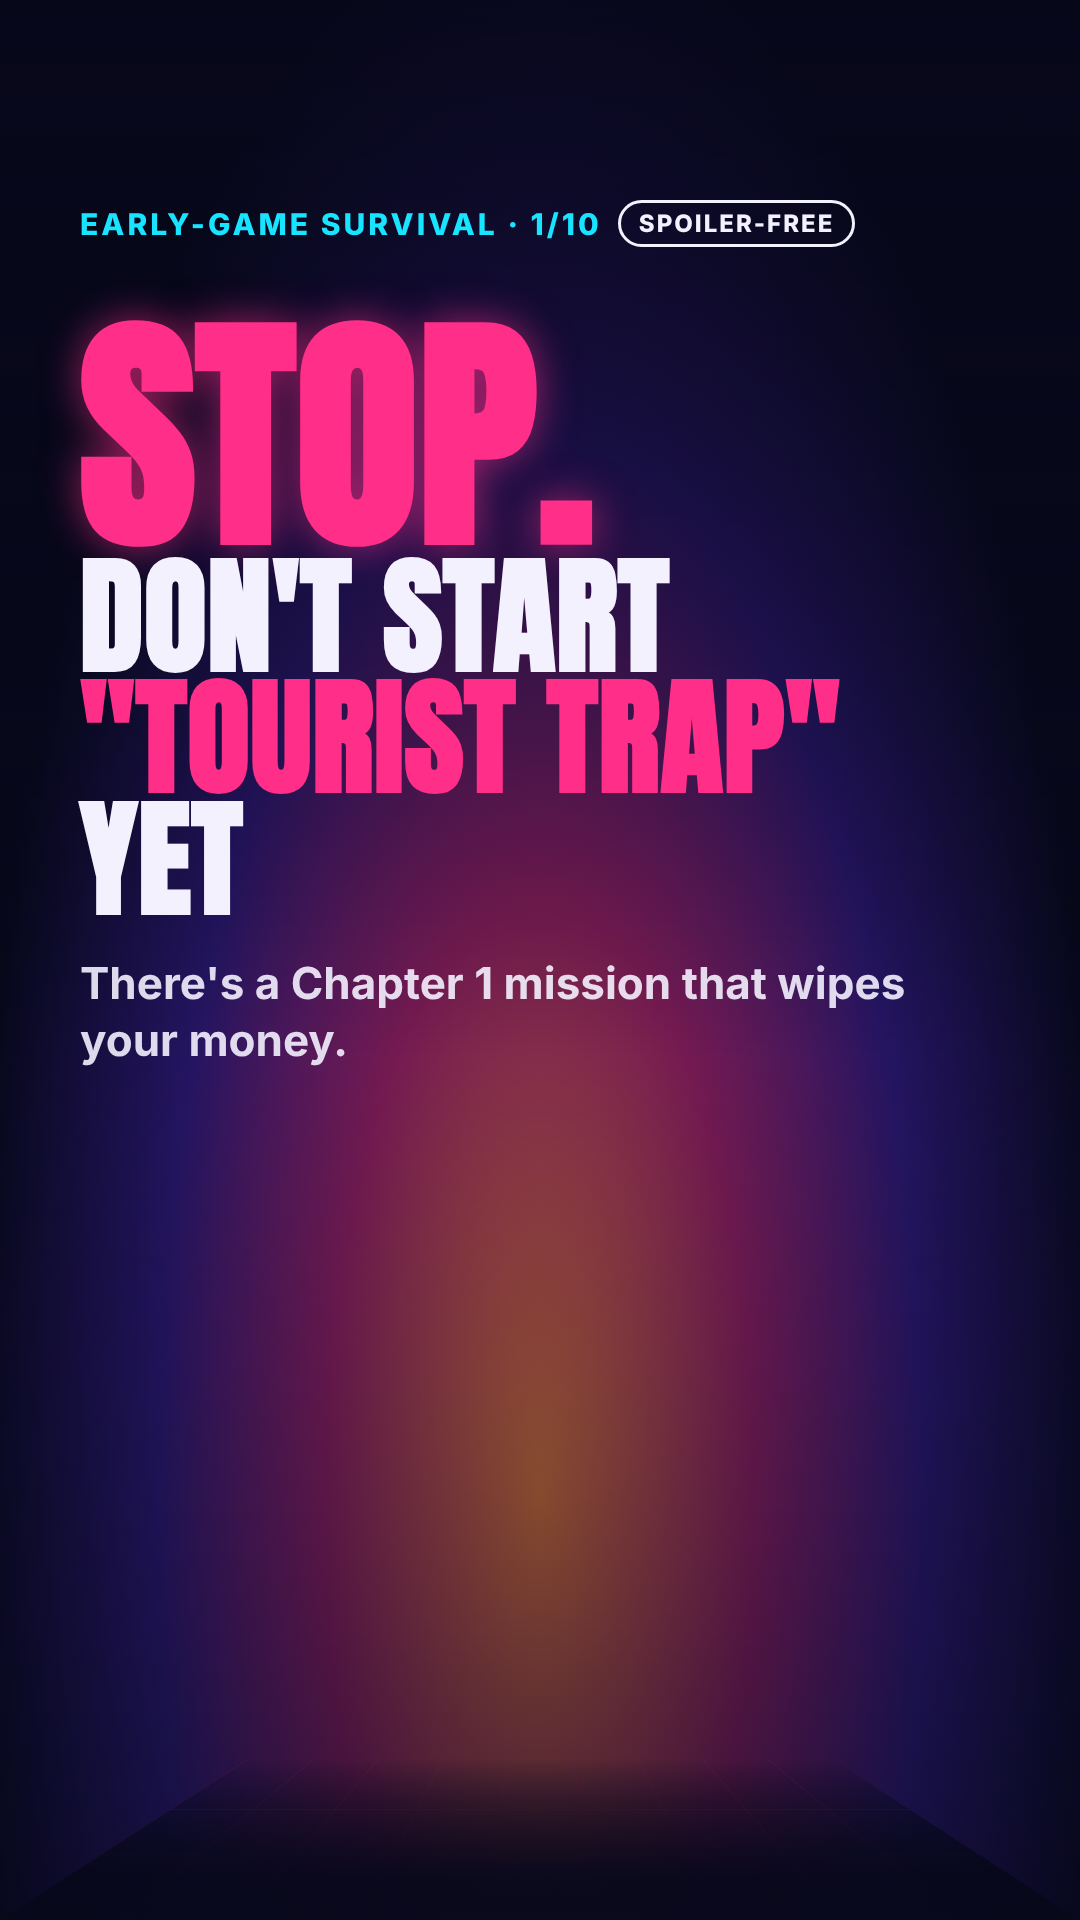 EARLY-GAME SURVIVAL · 1/10 SPOILER-FREE
STOP.
DON'T START
"TOURIST TRAP"
YET
There's a Chapter 1 mission that wipes
your money.